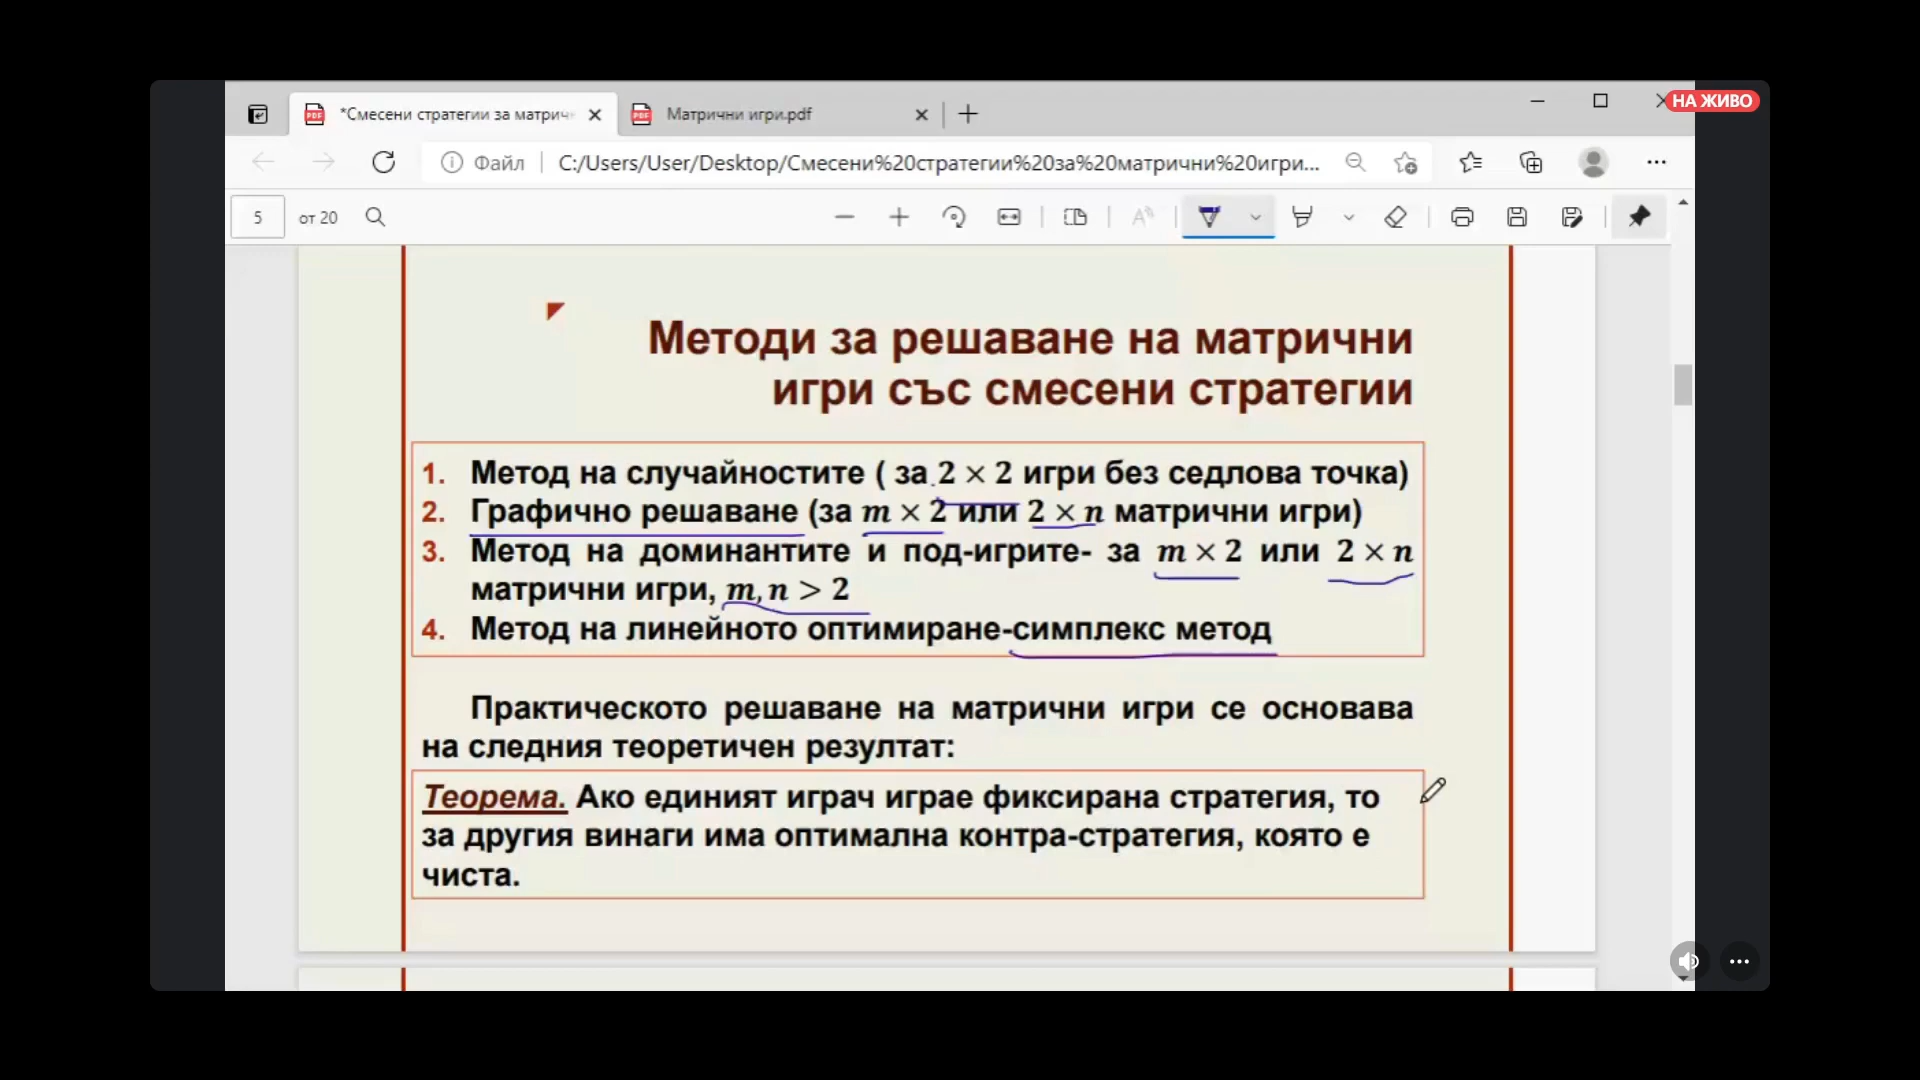 *Смесени стратегии за матрич
Матрични игри.pdf
НА ЖИВО
Файл
C:/Users/User/Desktop/Смесени%20стратегии%20за%20матрични%20игри...
5
от 20
Методи за решаване на матрични
игри със смесени стратегии
1. Метод на случайностите ( за 2 × 2 игри без седлова точка)
2. Графично решаване (за m × 2 или 2 × n матрични игри)
3. Метод на доминантите и под-игрите- за m × 2 или 2 × n
матрични игри, m, n > 2
4. Метод на линейното оптимиране-симплекс метод
Практическото решаване на матрични игри се основава
на следния теоретичен резултат:
Теорема. Ако единият играч играе фиксирана стратегия, то
за другия винаги има оптимална контра-стратегия, която е
чиста.